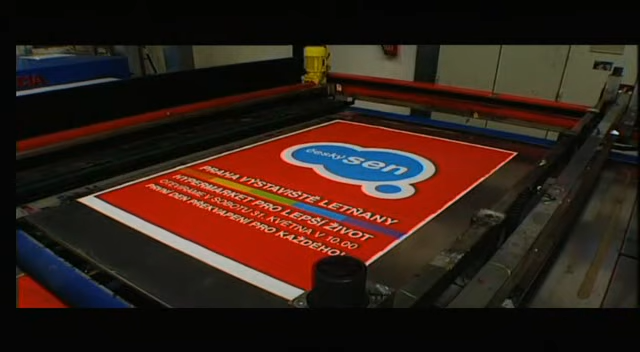 český sen
PRAHA VÝSTAVIŠTĚ LETŇANY
HYPERMARKET PRO LEPŠÍ ŽIVOT
OTEVÍRÁME V SOBOTU 31. KVĚTNA V 10.00
PRVNÍ DEN PŘEKVAPENÍ PRO KAŽDÉHO!